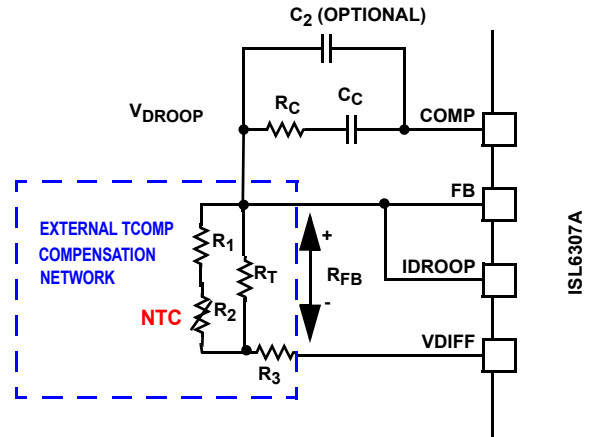 C2 (OPTIONAL)
VDROOP
RC
CC
COMP
FB
EXTERNAL TCOMP
COMPENSATION
NETWORK
R1
RT
+
RFB
-
IDROOP
NTC
R2
VDIFF
R3
ISL6307A